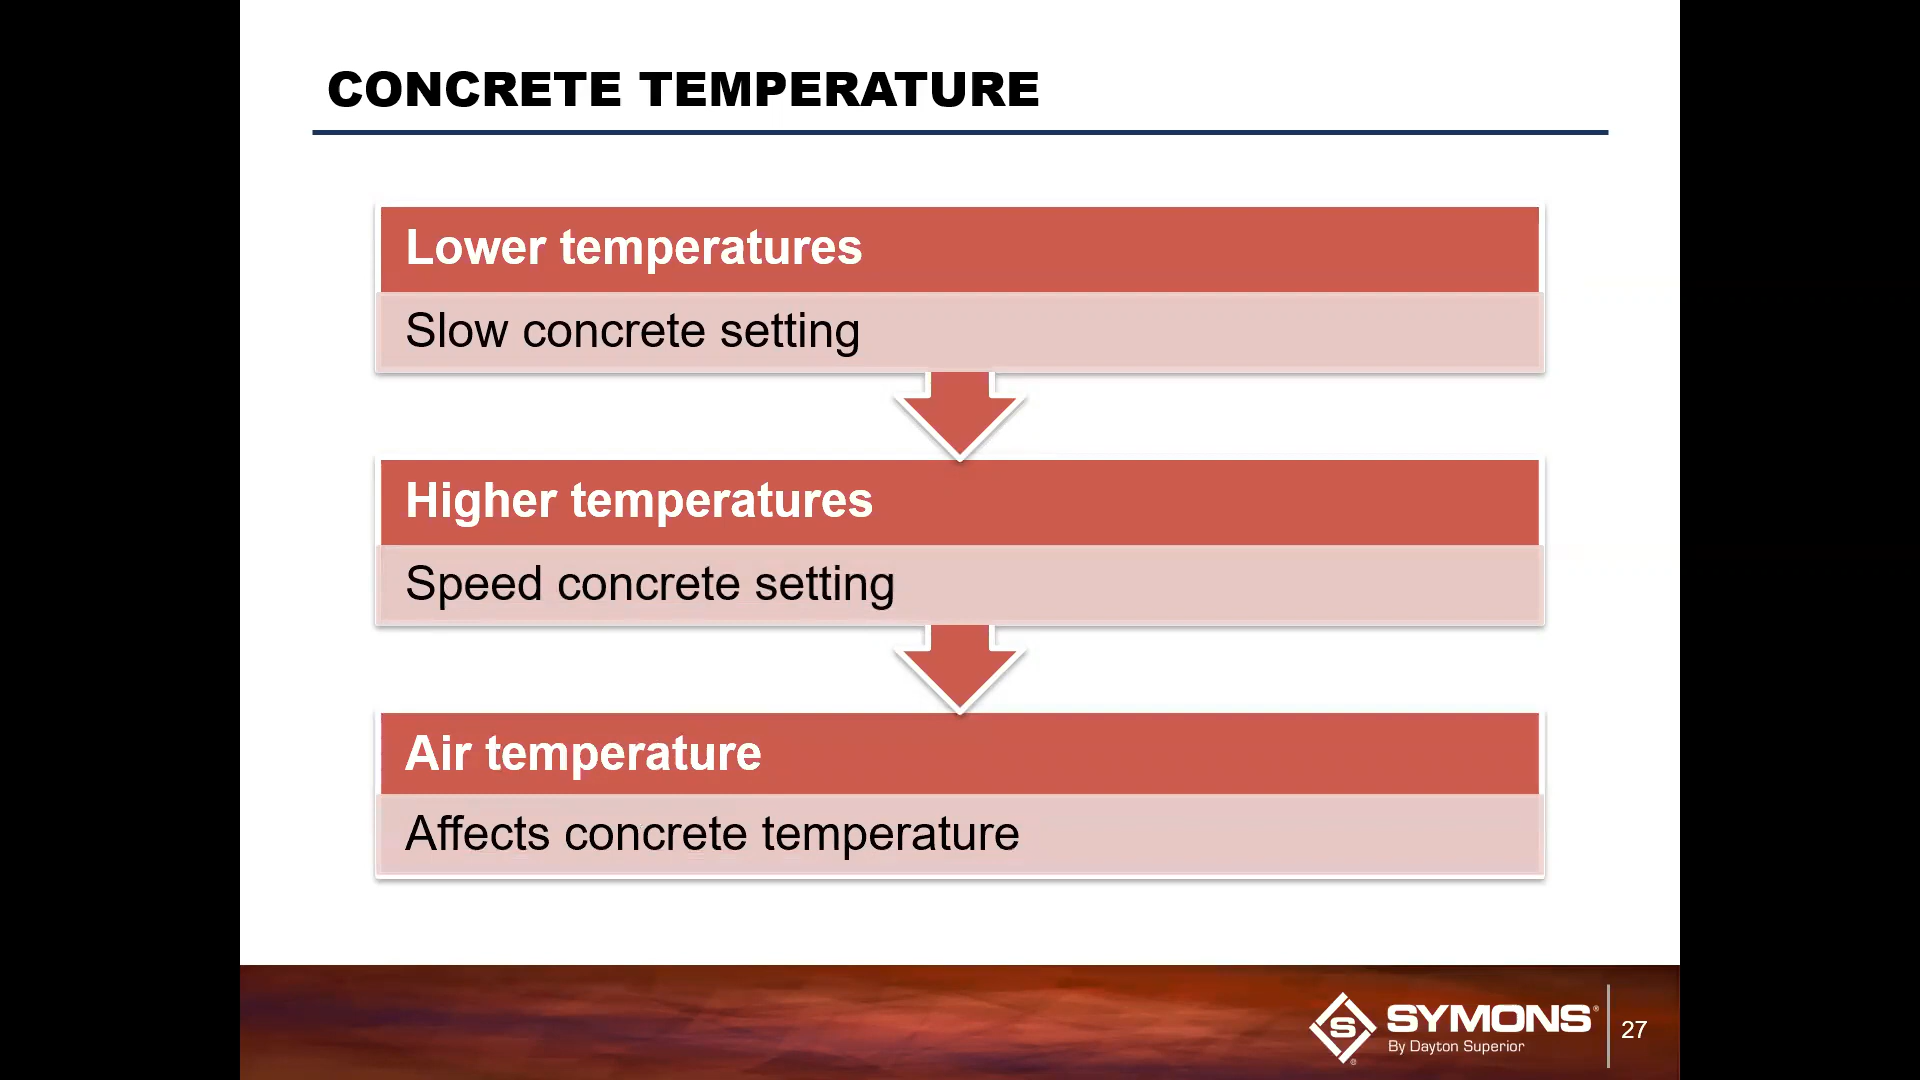 CONCRETE TEMPERATURE
Lower temperatures
Slow concrete setting
Higher temperatures
Speed concrete setting
Air temperature
Affects concrete temperature
S SYMONS®
By Dayton Superior
27